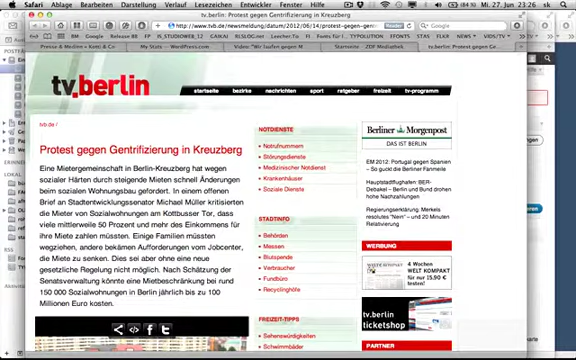 Safari Ablage Bearbeiten Darstellung Verlauf Lesezeichen Entwickler Fenster Hilfe
Mi. 27. Jun 23:26 sk
tv.berlin: Protest gegen Gentrifizierung in Kreuzberg
tv.berlin
startseite bezirke nachrichten sport ratgeber freizeit tv-programm
tvb.de /
Protest gegen Gentrifizierung in Kreuzberg
Eine Mietergemeinschaft in Berlin-Kreuzberg hat wegen
sozialer Härten durch steigende Mieten schnell Änderungen
beim sozialen Wohnungsbau gefordert. In einem offenen
Brief an Stadtentwicklungssenator Michael Müller kritisierten
die Mieter von Sozialwohnungen am Kottbusser Tor, dass
viele mittlerweile 50 Prozent und mehr des Einkommens für
ihre Miete zahlen müssten. Einige Familien müssten
wegziehen, andere bekämen Aufforderungen vom Jobcenter,
die Miete zu senken. Dies sei aber ohne eine neue
gesetzliche Regelung nicht möglich. Nach Schätzung der
Senatsverwaltung könnte eine Mietbeschränkung bei rund
150 000 Sozialwohnungen in Berlin jährlich bis zu 100
Millionen Euro kosten.
NOTDIENSTE
Notrufnummern
Störungsdienste
Medizinischer Notdienst
Krankenhäuser
Soziale Dienste
STADTINFO
Behörden
Messen
Blutspende
Verbraucher
Fundbüro
Recyclinghöfe
FREIZEIT-TIPPS
Sehenswürdigkeiten
Schwimmbäder
Berliner Morgenpost
DAS IST BERLIN
EM 2012: Portugal gegen Spanien
– So guckt die Berliner Fanmeile
Hauptstadtflughafen: BER-
Debakel – Berlin und Bund drohen
hohe Nachzahlungen
Regierungserklärung: Merkels
resolutes "Nein" – und 20 Minuten
Relativierung
WERBUNG
4 Wochen
WELT KOMPAKT
für nur 15,90 €
testen!
tv.berlin
ticketshop
PARTNER